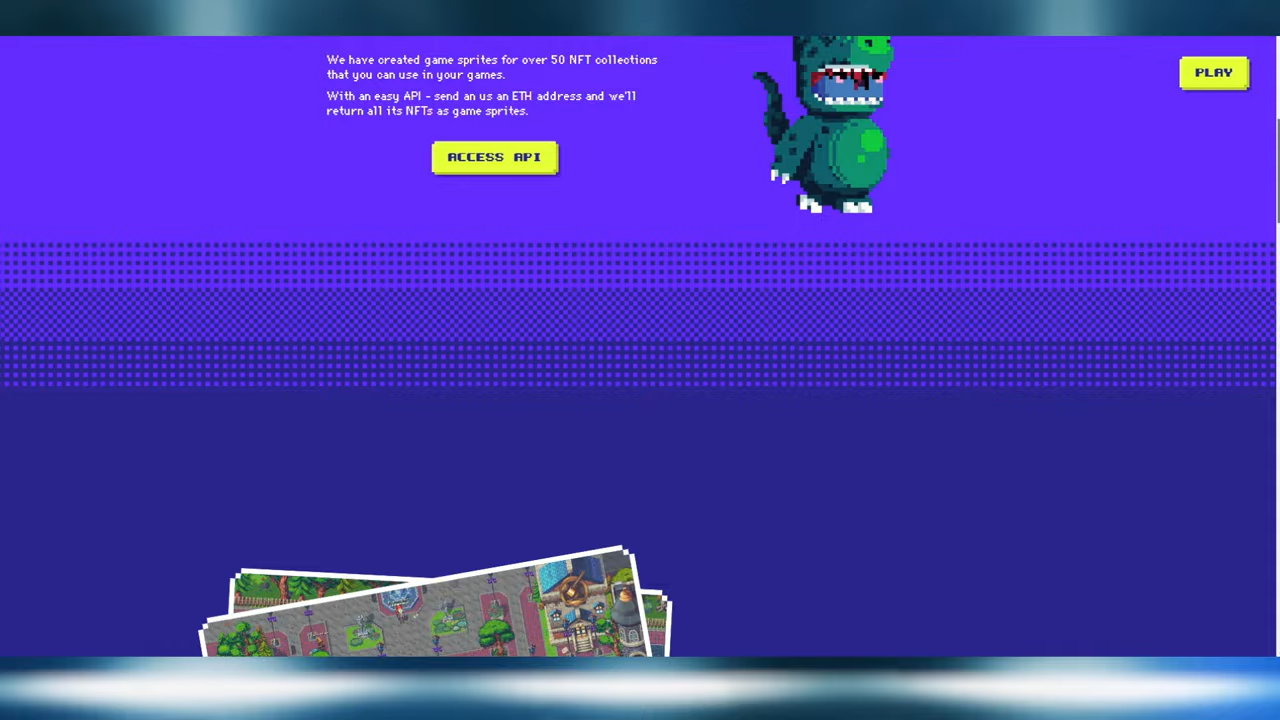 We have created game sprites for over 50 NFT collections
that you can use in your games.
With an easy API - send an us an ETH address and we'll
return all its NFTs as game sprites.
ACCESS API
PLAY